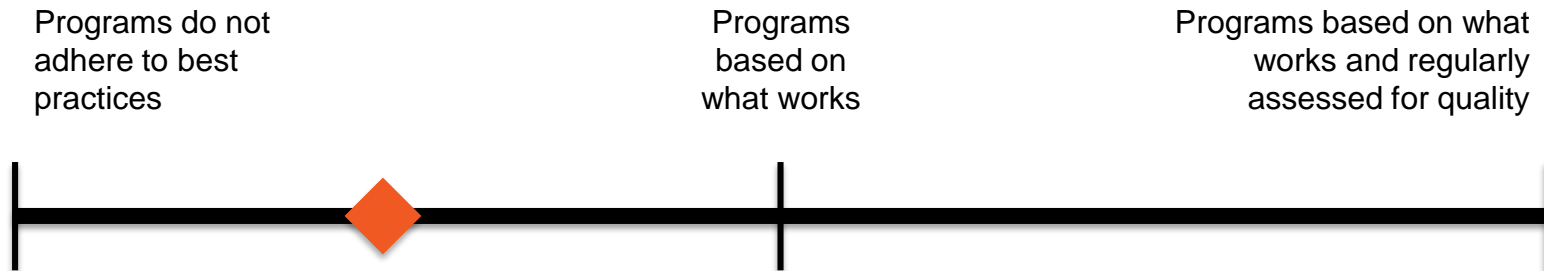 Programs do not
adhere to best
practices
Programs
based on
what works
Programs based on what
works and regularly
assessed for quality